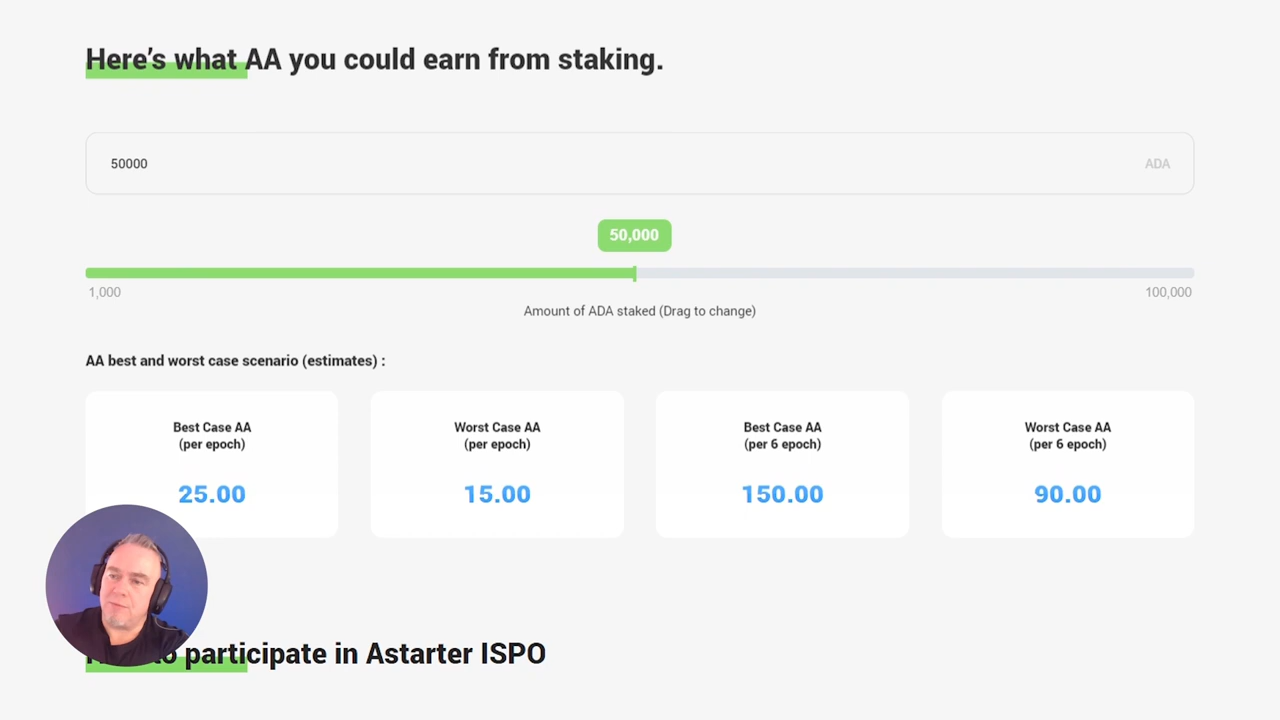 Here's what AA you could earn from staking.
50000
ADA
50,000
1,000
100,000
Amount of ADA staked (Drag to change)
AA best and worst case scenario (estimates) :
Best Case AA
(per epoch)
25.00
Worst Case AA
(per epoch)
15.00
Best Case AA
(per 6 epoch)
150.00
Worst Case AA
(per 6 epoch)
90.00
participate in Astarter ISPO